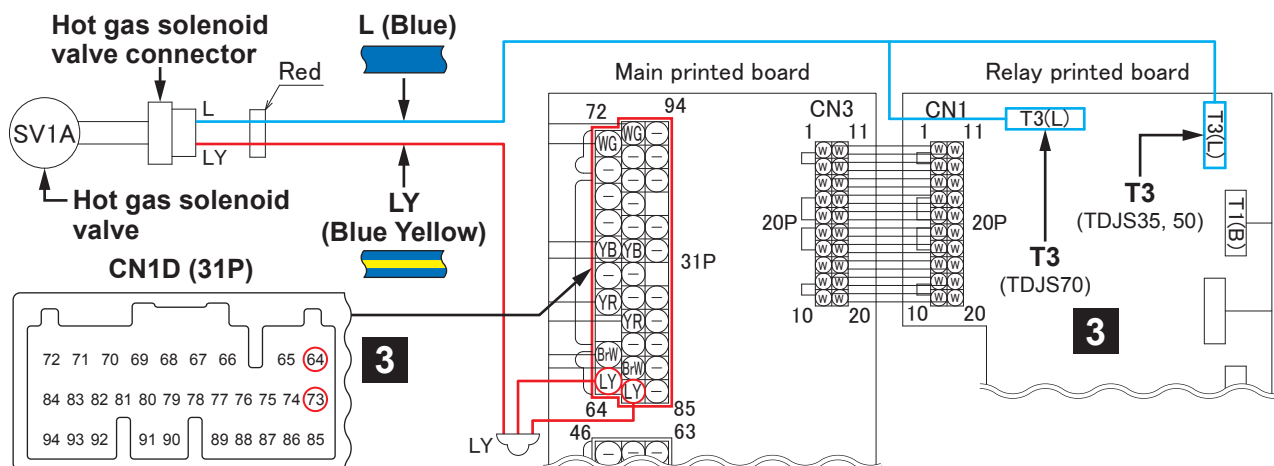 Hot gas solenoid
valve connector
L (Blue)
Red
SV1A
L
LY
Hot gas solenoid
valve
LY
(Blue Yellow)
Main printed board
Relay printed board
72
94
WG
WG
–
–
–
–
–
–
–
–
–
–
YB
YB
–
–
–
–
YR
–
YR
–
–
–
BrW
BrW
–
LY
LY
–
31P
64
85
46
63
–
–
–
LY
CN3
1
11
20P
10
20
W W
W W
W W
W W
W W
W W
W W
W W
W W
W W
CN1
1
11
20P
10
20
W W
W W
W W
W W
W W
W W
W W
W W
W W
W W
T3(L)
T3
(TDJS70)
T3(L)
T3
(TDJS35, 50)
T1(B)
3
CN1D (31P)
72 71 70 69 68 67 66 65 64
84 83 82 81 80 79 78 77 76 75 74 73
94 93 92 91 90 89 88 87 86 85
3